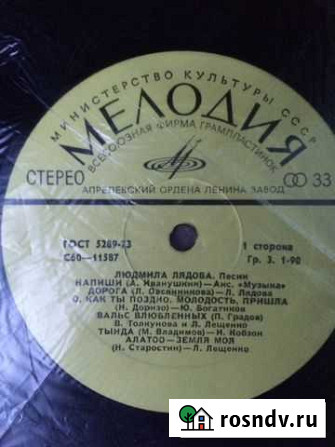 МИНИСТЕРСТВО КУЛЬТУРЫ СССР
МЕЛОДИЯ
ВСЕСОЮЗНАЯ ФИРМА ГРАМПЛАСТИНОК
СТЕРЕО
33
АПРЕЛЕВСКИЙ ОРДЕНА ЛЕНИНА ЗАВОД
ГОСТ 5289-73
1 сторона
С60—11587
Гр. 3. 1-90
ЛЮДМИЛА ЛЯДОВА. Песни
НАПИШИ (А. Иванушкин) — Анс. «Музыка»
ДОРОГА (Л. Овсянникова) — Л. Лядова
О, КАК ТЫ ПОЗДНО, МОЛОДОСТЬ, ПРИШЛА
(Н. Доризо) — Ю. Богатиков
ВАЛЬС ВЛЮБЛЕННЫХ (П. Градов)
В. Толкунова и Л. Лещенко
ТЫНДА (М. Владимов) — И. Кобзон
АЛАТОО — ЗЕМЛЯ МОЯ
(Н. Старостин) — Л. Лещенко
rosndv.ru